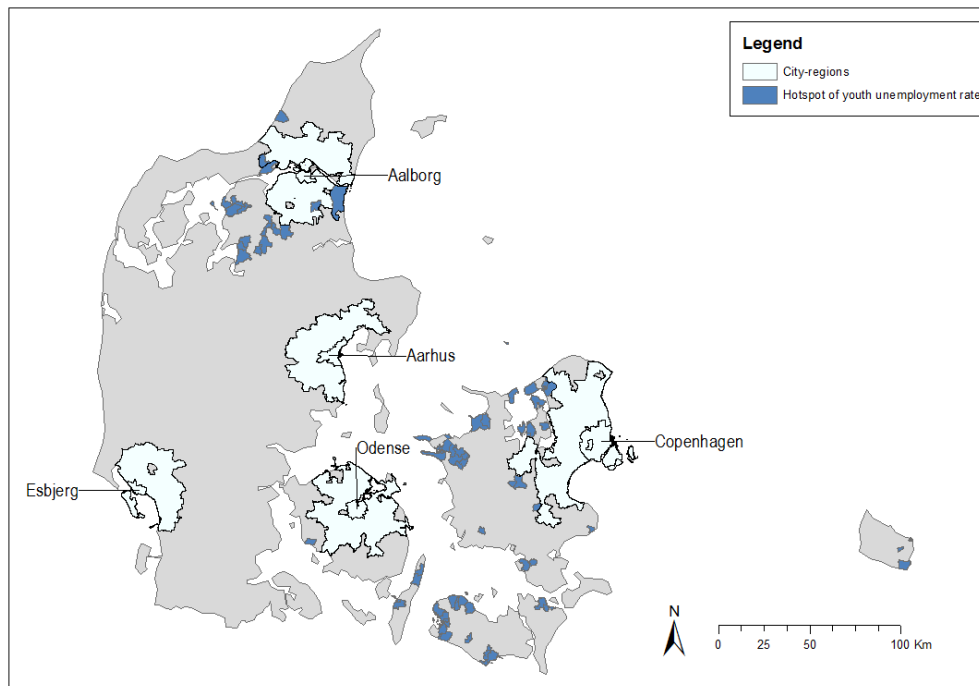 Legend
City-regions
Hotspot of youth unemployment rate
Aalborg
Aarhus
Odense
Copenhagen
Esbjerg
N
0 25 50 100 Km